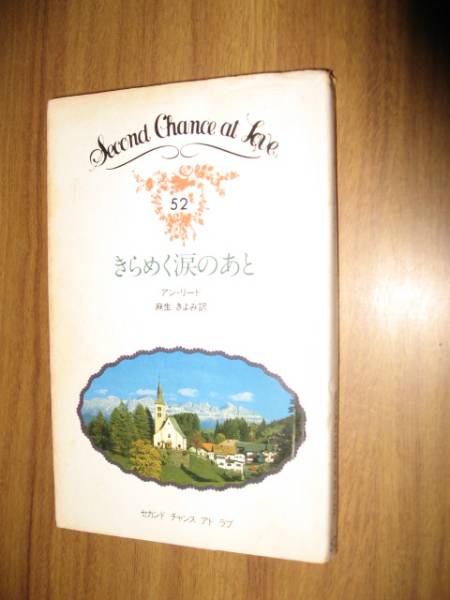 Second Chance at Love
52
きらめく涙のあと
アン・リード
麻生 きよみ訳
セカンド チャンス アト ラブ